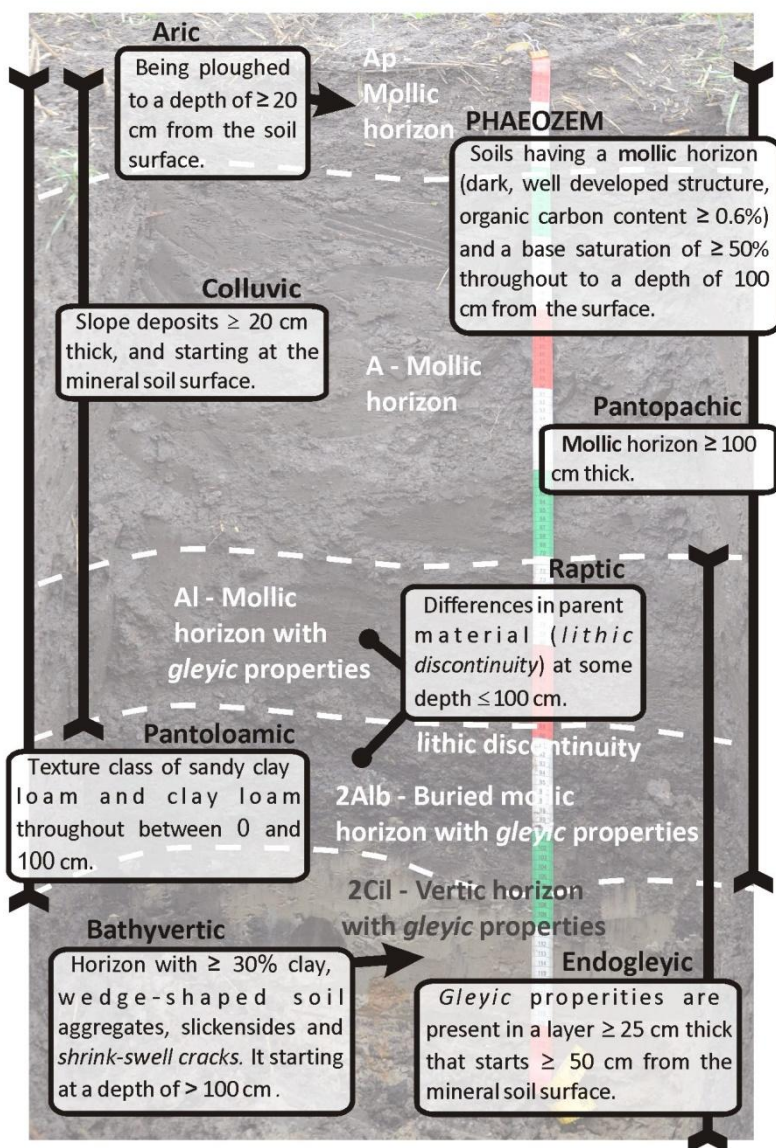 Aric
Being ploughed
to a depth of ≥ 20
cm from the soil
surface.
Ap -
Mollic
horizon
PHAEOZEM
Soils having a mollic horizon
(dark, well developed structure,
organic carbon content ≥ 0.6%)
and a base saturation of ≥ 50%
throughout to a depth of 100
cm from the surface.
Colluvic
Slope deposits ≥ 20 cm
thick, and starting at the
mineral soil surface.
A - Mollic
horizon
Pantopachic
Mollic horizon ≥ 100
cm thick.
Raptic
Differences in parent
material (lithic
discontinuity) at some
depth ≤ 100 cm.
Al - Mollic
horizon with
gleyic properties
lithic discontinuity
Pantoloamic
Texture class of sandy clay
loam and clay loam
throughout between 0 and
100 cm.
2Alb - Buried mollic
horizon with gleyic properties
2Cil - Vertic horizon
with gleyic properties
Bathyvertic
Horizon with ≥ 30% clay,
wedge-shaped soil
aggregates, slickensides and
shrink-swell cracks. It starting
at a depth of > 100 cm .
Endogleyic
Gleyic properities are
present in a layer ≥ 25 cm thick
that starts ≥ 50 cm from the
mineral soil surface.